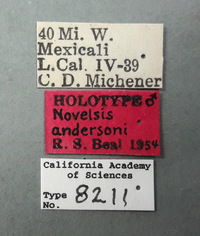 40 Mi. W.
Mexicali
L.Cal. IV-39
C. D. Michener
HOLOTYPE ♂
Novelsis
andersoni
R. S. Beal 1954
California Academy
of Sciences
Type
No. 8211